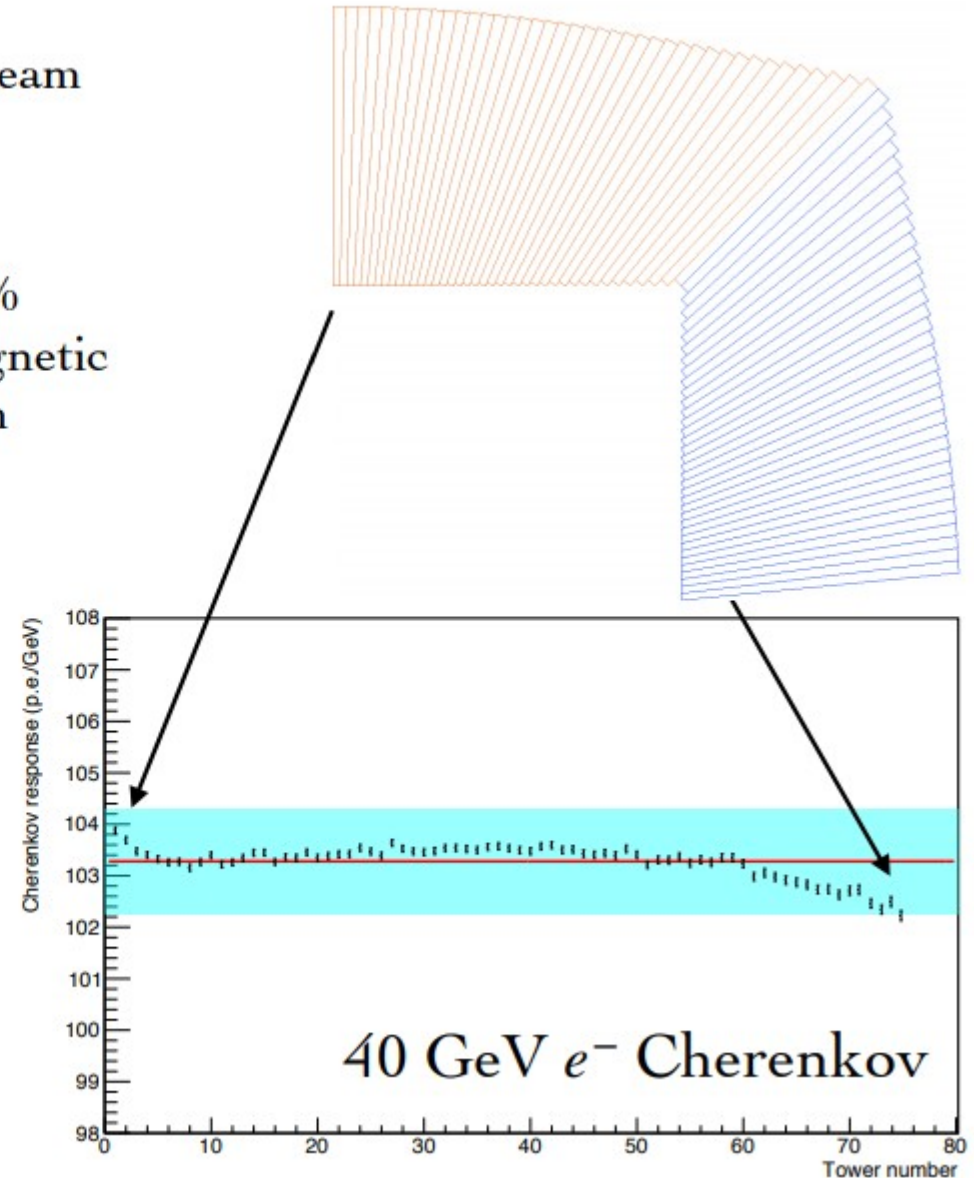 eam
%
gnetic
n
Cherenkov response (p.e./GeV)
108
107
106
105
104
103
102
101
100
99
98
40 GeV e⁻ Cherenkov
0 10 20 30 40 50 60 70 80
Tower number